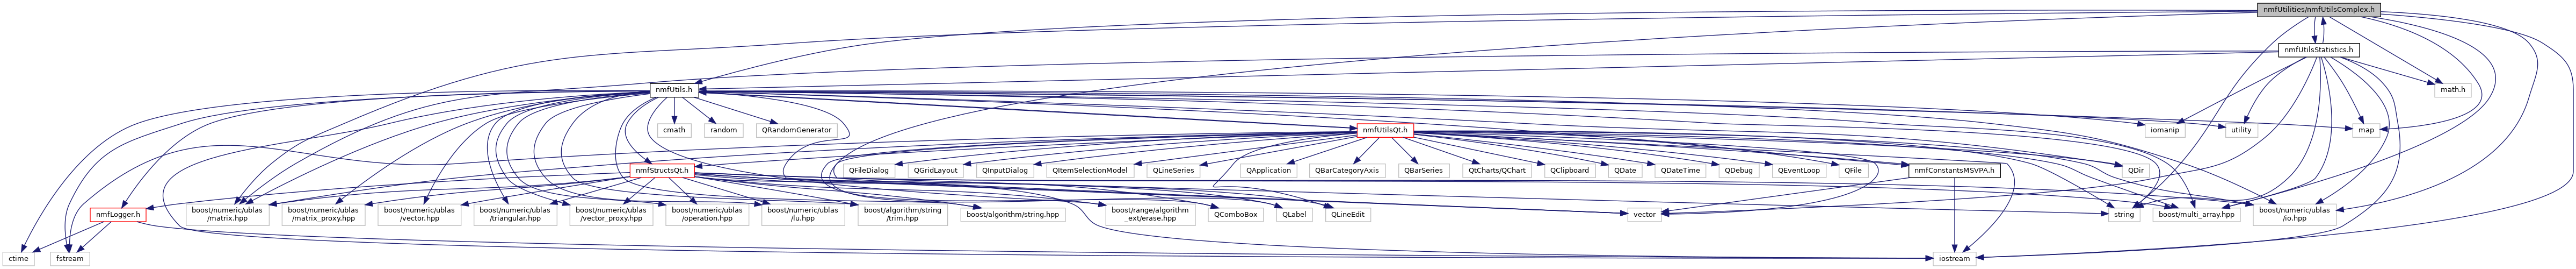 nmfUtilities/nmfUtilsComplex.h
nmfUtilsStatistics.h
nmfUtils.h
math.h
cmath
random
QRandomGenerator
nmfUtilsQt.h
iomanip
utility
map
nmfStructsQt.h
QFileDialog
QGridLayout
QInputDialog
QItemSelectionModel
QLineSeries
QApplication
QBarCategoryAxis
QBarSeries
QtCharts/QChart
QClipboard
QDate
QDateTime
QDebug
QEventLoop
QFile
nmfConstantsMSVPA.h
QDir
nmfLogger.h
boost/numeric/ublas
/matrix.hpp
boost/numeric/ublas
/matrix_proxy.hpp
boost/numeric/ublas
/vector.hpp
boost/numeric/ublas
/triangular.hpp
boost/numeric/ublas
/vector_proxy.hpp
boost/numeric/ublas
/operation.hpp
boost/numeric/ublas
/lu.hpp
boost/algorithm/string
/trim.hpp
boost/algorithm/string.hpp
boost/range/algorithm
_ext/erase.hpp
QComboBox
QLabel
QLineEdit
vector
string
boost/multi_array.hpp
boost/numeric/ublas
/io.hpp
ctime
fstream
iostream